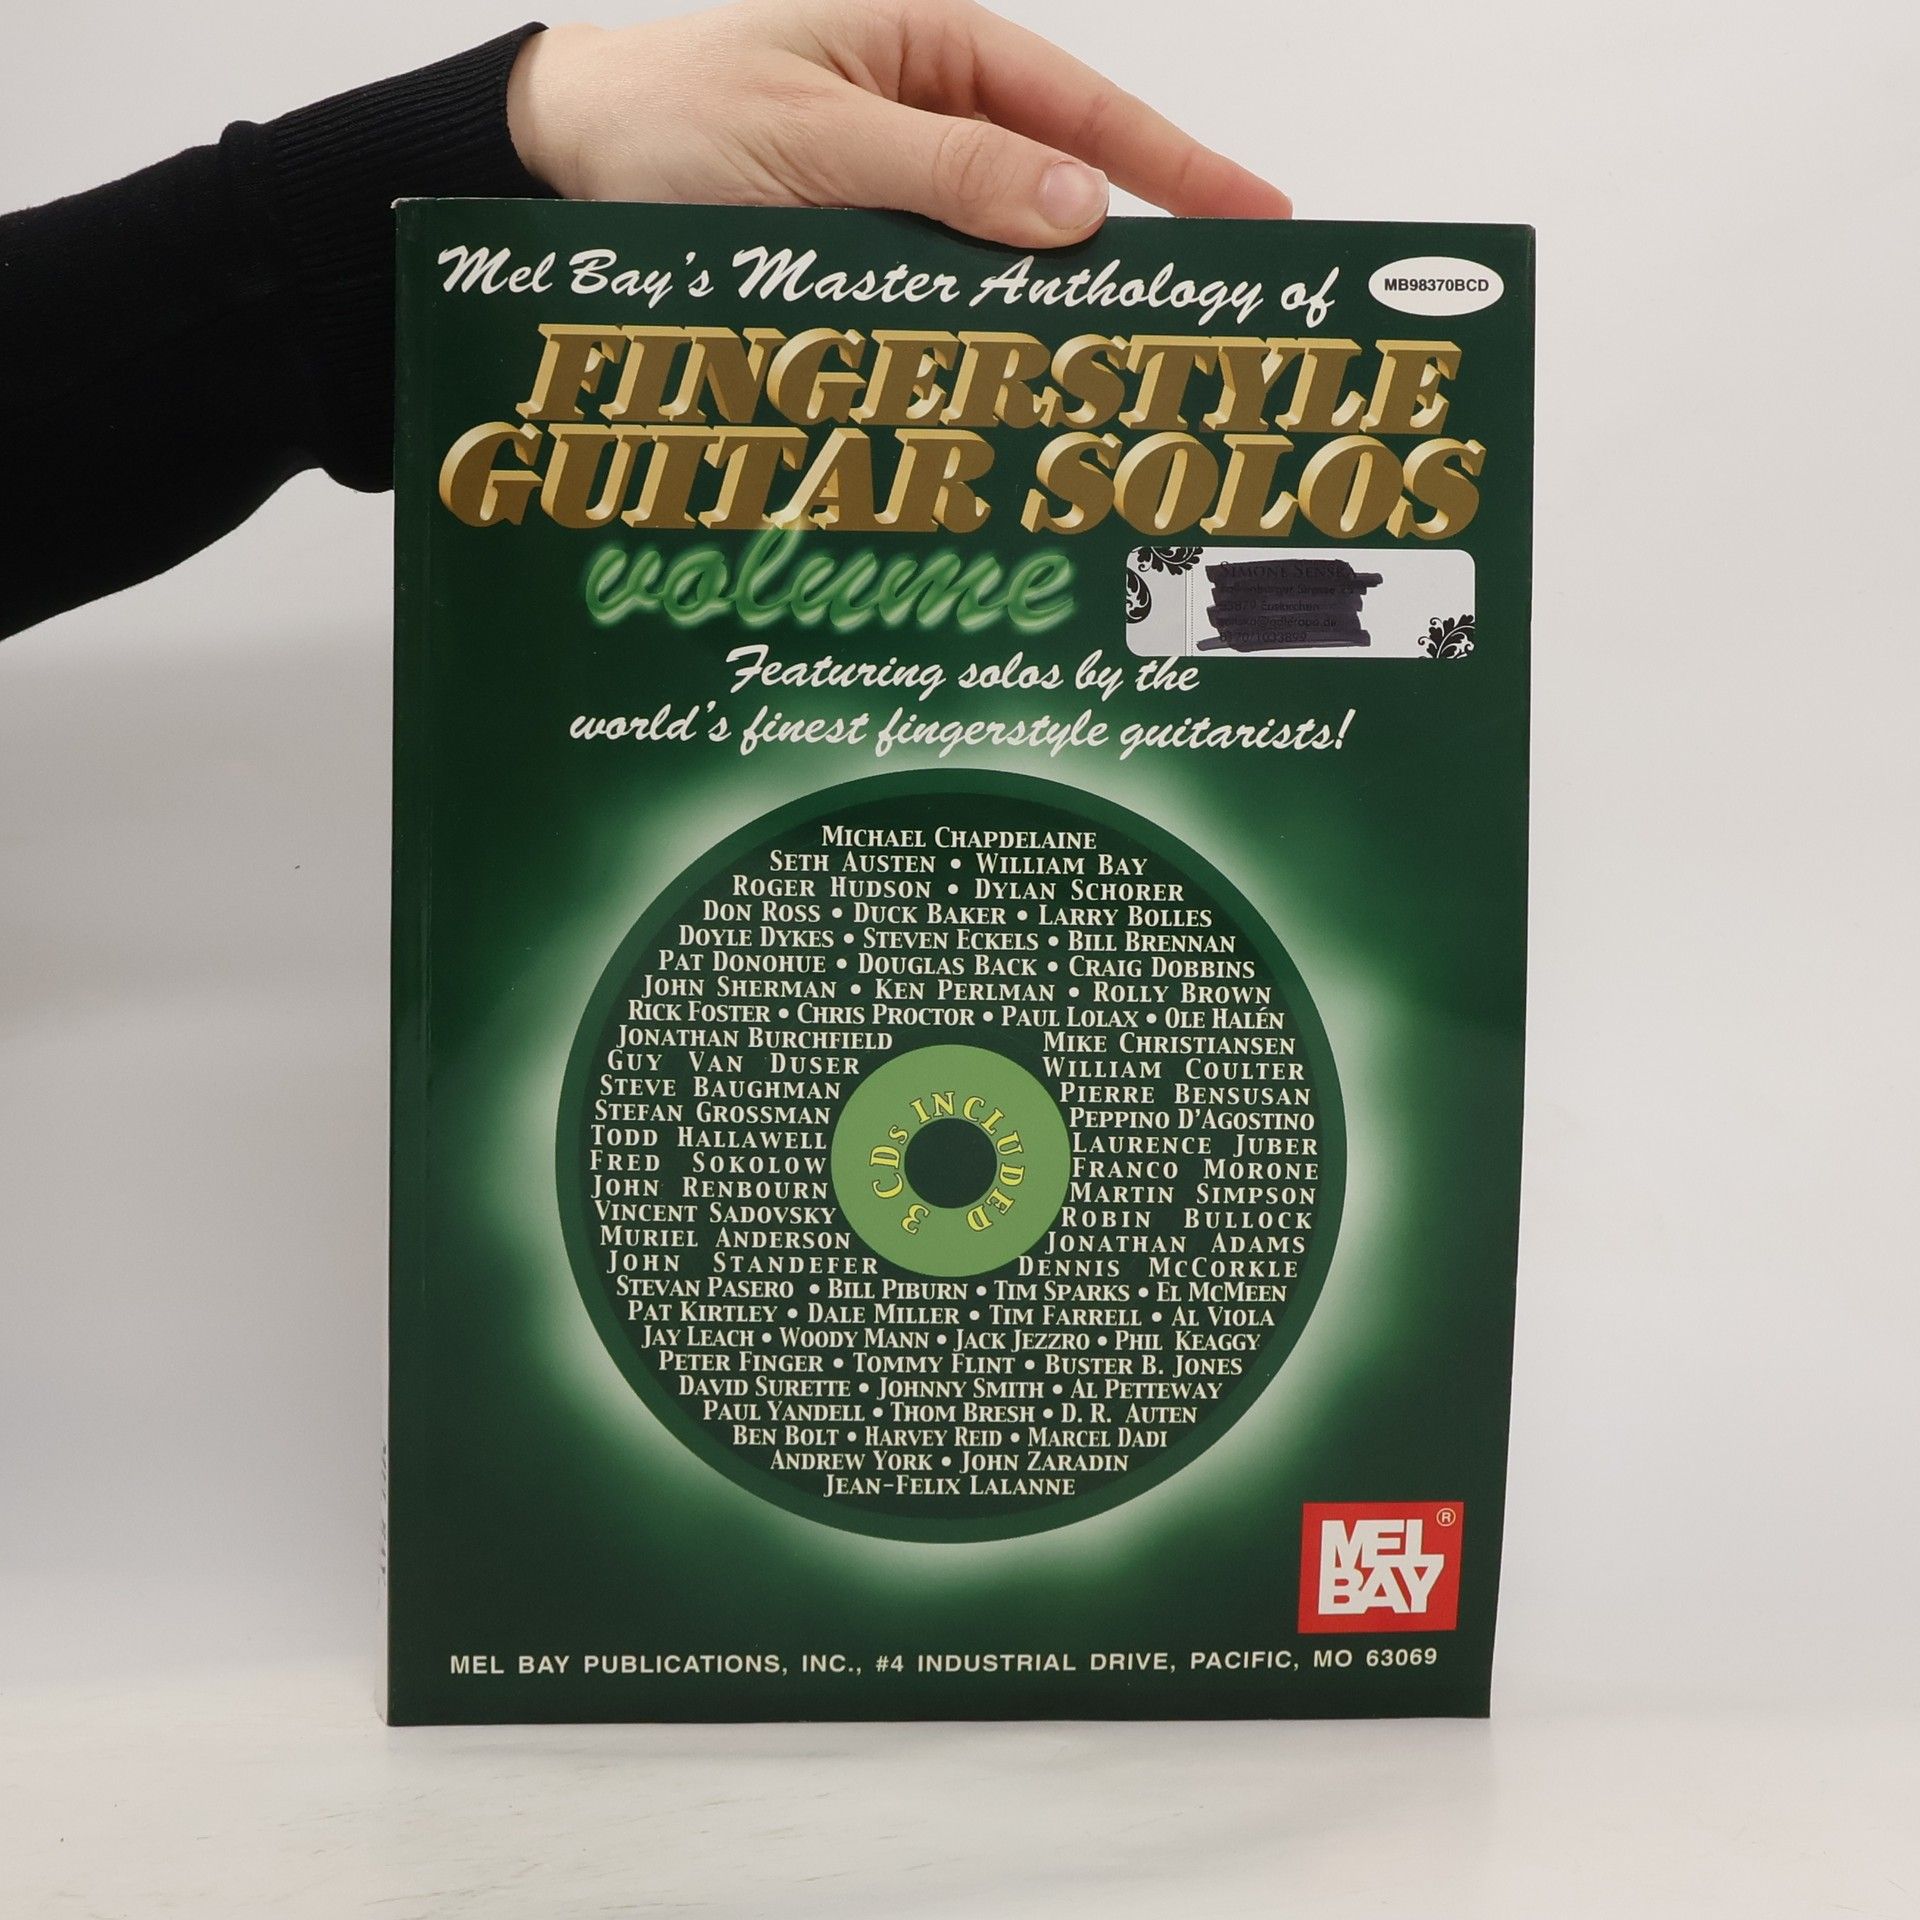 Mel Bay's Master Anthology of
MB98370BCD
FINGERSTYLE
GUITAR SOLOS
volume
Featuring solos by the
world's finest fingerstyle guitarists!
MICHAEL CHAPDELAINE
SETH AUSTEN • WILLIAM BAY
ROGER HUDSON • DYLAN SCHORER
DON ROSS • DUCK BAKER • LARRY BOLLES
DOYLE DYKES • STEVEN ECKELS • BILL BRENNAN
PAT DONOHUE • DOUGLAS BACK • CRAIG DOBBINS
JOHN SHERMAN • KEN PERLMAN • ROLLY BROWN
RICK FOSTER • CHRIS PROCTOR • PAUL LOLAX • OLE HALÉN
JONATHAN BURCHFIELD MIKE CHRISTIANSEN
GUY VAN DUSER WILLIAM COULTER
STEVE BAUGHMAN PIERRE BENSUSAN
STEFAN GROSSMAN PEPPINO D'AGOSTINO
TODD HALLAWELL LAURENCE JUBER
FRED SOKOLOW FRANCO MORONE
JOHN RENBOURN MARTIN SIMPSON
VINCENT SADOVSKY ROBIN BULLOCK
MURIEL ANDERSON JONATHAN ADAMS
JOHN STANDEFER DENNIS MCCORKLE
3 CDs INCLUDED
STEVAN PASERO • BILL PIBURN • TIM SPARKS • EL MCMEEN
PAT KIRTLEY • DALE MILLER • TIM FARRELL • AL VIOLA
JAY LEACH • WOODY MANN • JACK JEZZRO • PHIL KEAGGY
PETER FINGER • TOMMY FLINT • BUSTER B. JONES
DAVID SURETTE • JOHNNY SMITH • AL PETTEWAY
PAUL YANDELL • THOM BRESH • D. R. AUTEN
BEN BOLT • HARVEY REID • MARCEL DADI
ANDREW YORK • JOHN ZARADIN
JEAN-FELIX LALANNE
MEL
BAY
®
MEL BAY PUBLICATIONS, INC., #4 INDUSTRIAL DRIVE, PACIFIC, MO 63069